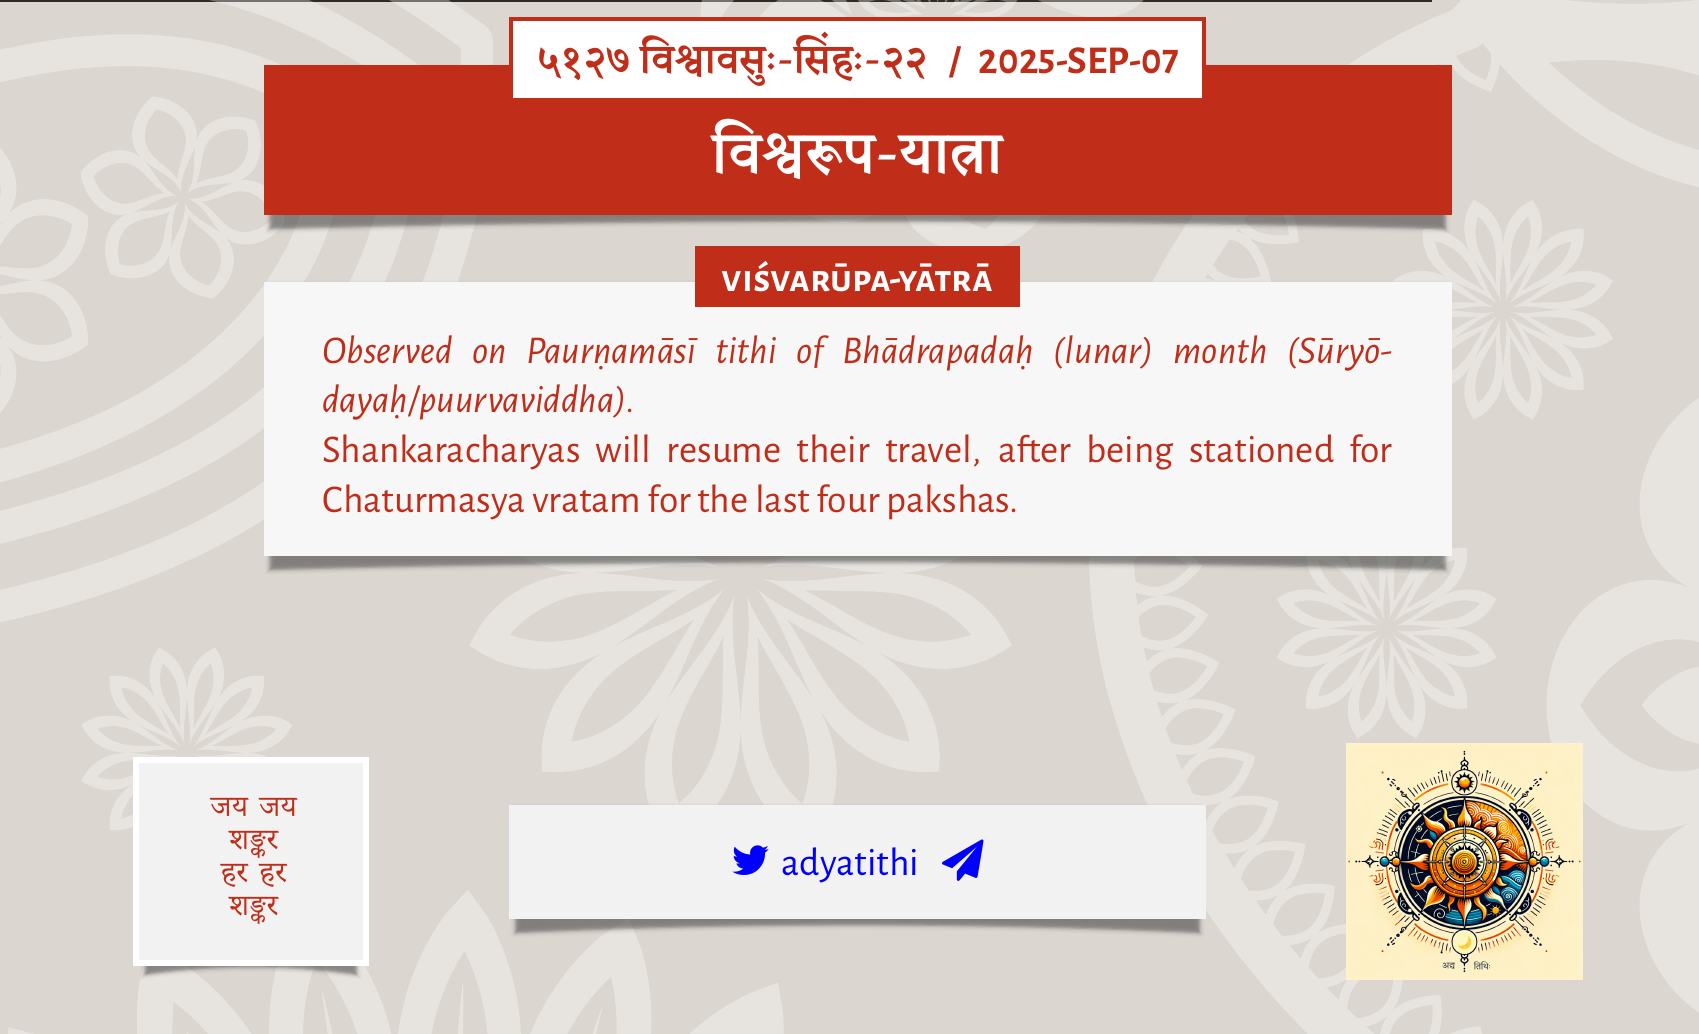 ५१२७ विश्वावसुः-सिंहः-२२ / 2025-SEP-07
विश्वरूप-यात्रा
VIŚVARŪPA-YĀTRĀ
Observed on Paurṇamāsī tithi of Bhādrapadaḥ (lunar) month (Sūryō-
dayaḥ/puurvaviddha).
Shankaracharyas will resume their travel, after being stationed for
Chaturmasya vratam for the last four pakshas.
जय जय
शङ्कर
हर हर
शङ्कर
adyatithi
अद्य तिथिः